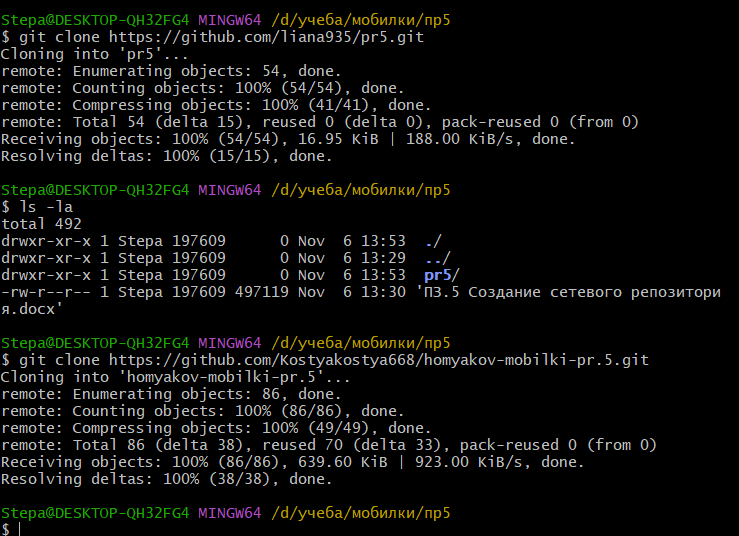 Stepa@DESKTOP-QH32FG4 MINGW64 /d/учеба/мобилки/пр5
$ git clone https://github.com/liana935/pr5.git
Cloning into 'pr5'...
remote: Enumerating objects: 54, done.
remote: Counting objects: 100% (54/54), done.
remote: Compressing objects: 100% (41/41), done.
remote: Total 54 (delta 15), reused 0 (delta 0), pack-reused 0 (from 0)
Receiving objects: 100% (54/54), 16.95 KiB | 188.00 KiB/s, done.
Resolving deltas: 100% (15/15), done.
Stepa@DESKTOP-QH32FG4 MINGW64 /d/учеба/мобилки/пр5
$ ls -la
total 492
drwxr-xr-x 1 Stepa 197609      0 Nov  6 13:53  ./
drwxr-xr-x 1 Stepa 197609      0 Nov  6 13:29  ../
drwxr-xr-x 1 Stepa 197609      0 Nov  6 13:53  pr5/
-rw-r--r-- 1 Stepa 197609 497119 Nov  6 13:30 'ПЗ.5 Создание сетевого репозитори
я.docx'
Stepa@DESKTOP-QH32FG4 MINGW64 /d/учеба/мобилки/пр5
$ git clone https://github.com/Kostyakostya668/homyakov-mobilki-pr.5.git
Cloning into 'homyakov-mobilki-pr.5'...
remote: Enumerating objects: 86, done.
remote: Counting objects: 100% (86/86), done.
remote: Compressing objects: 100% (49/49), done.
remote: Total 86 (delta 38), reused 70 (delta 33), pack-reused 0 (from 0)
Receiving objects: 100% (86/86), 639.60 KiB | 923.00 KiB/s, done.
Resolving deltas: 100% (38/38), done.
Stepa@DESKTOP-QH32FG4 MINGW64 /d/учеба/мобилки/пр5
$